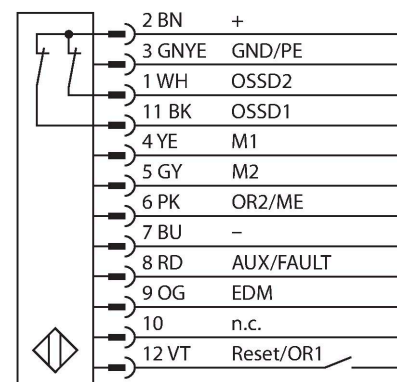 2 BN +
3 GNYE GND/PE
1 WH OSSD2
11 BK OSSD1
4 YE M1
5 GY M2
6 PK OR2/ME
7 BU –
8 RD AUX/FAULT
9 OG EDM
10 n.c.
12 VT Reset/OR1